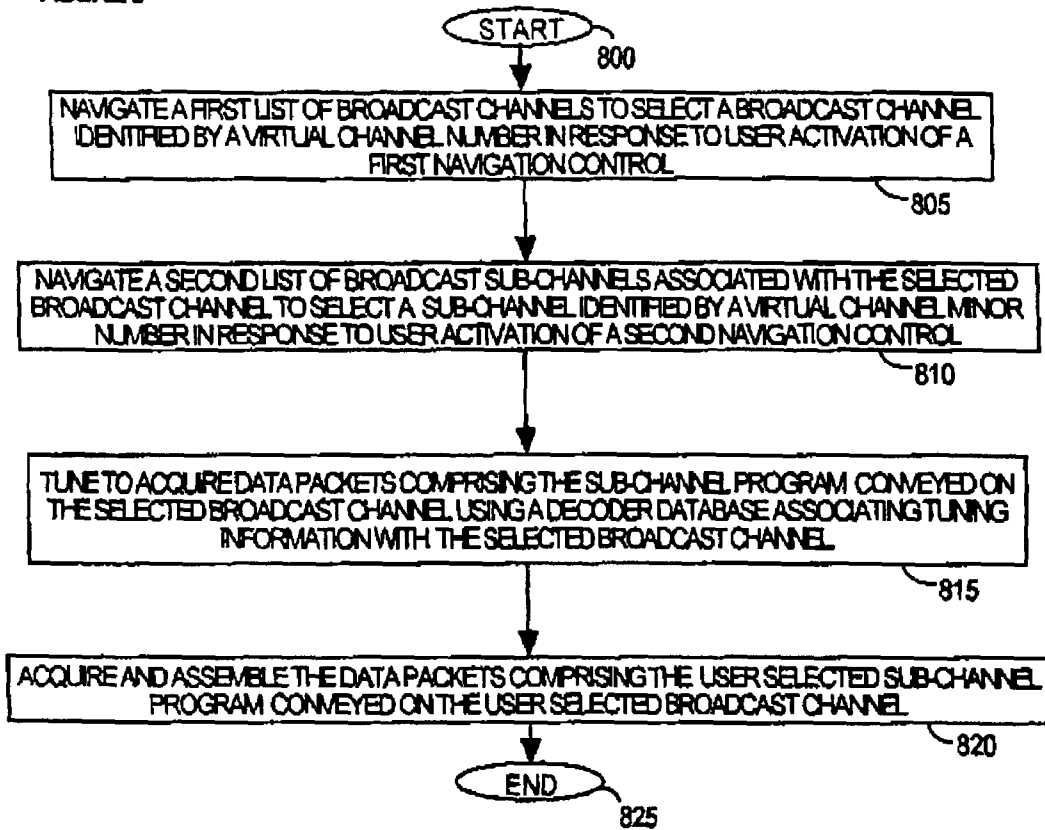 START
800
NAVIGATE A FIRST LIST OF BROADCAST CHANNELS TO SELECT A BROADCAST CHANNEL
IDENTIFIED BY A VIRTUAL CHANNEL NUMBER IN RESPONSE TO USER ACTIVATION OF A
FIRST NAVIGATION CONTROL
805
NAVIGATE A SECOND LIST OF BROADCAST SUB-CHANNELS ASSOCIATED WITH THE SELECTED
BROADCAST CHANNEL TO SELECT A SUB-CHANNEL IDENTIFIED BY A VIRTUAL CHANNEL MINOR
NUMBER IN RESPONSE TO USER ACTIVATION OF A SECOND NAVIGATION CONTROL
810
TUNE TO ACQUIRE DATA PACKETS COMPRISING THE SUB-CHANNEL PROGRAM CONVEYED ON
THE SELECTED BROADCAST CHANNEL USING A DECODER DATABASE ASSOCIATING TUNING
INFORMATION WITH THE SELECTED BROADCAST CHANNEL
815
ACQUIRE AND ASSEMBLE THE DATA PACKETS COMPRISING THE USER SELECTED SUB-CHANNEL
PROGRAM CONVEYED ON THE USER SELECTED BROADCAST CHANNEL
820
END
825